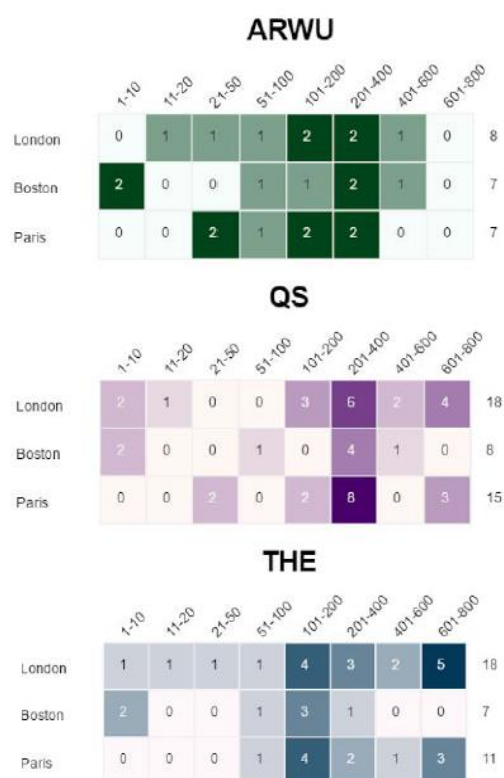 ARWU
1-10 11-20 21-50 51-100 101-200 201-400 401-600 601-800
London 0 1 1 1 2 2 1 0 8
Boston 2 0 0 1 1 2 1 0 7
Paris 0 0 2 1 2 2 0 0 7
QS
1-10 11-20 21-50 51-100 101-200 201-400 401-600 601-800
London 2 1 0 0 3 6 2 4 18
Boston 2 0 0 1 0 4 1 0 8
Paris 0 0 2 0 2 8 0 3 15
THE
1-10 11-20 21-50 51-100 101-200 201-400 401-600 601-800
London 1 1 1 1 4 3 2 5 18
Boston 2 0 0 1 3 1 0 0 7
Paris 0 0 0 1 4 2 1 3 11